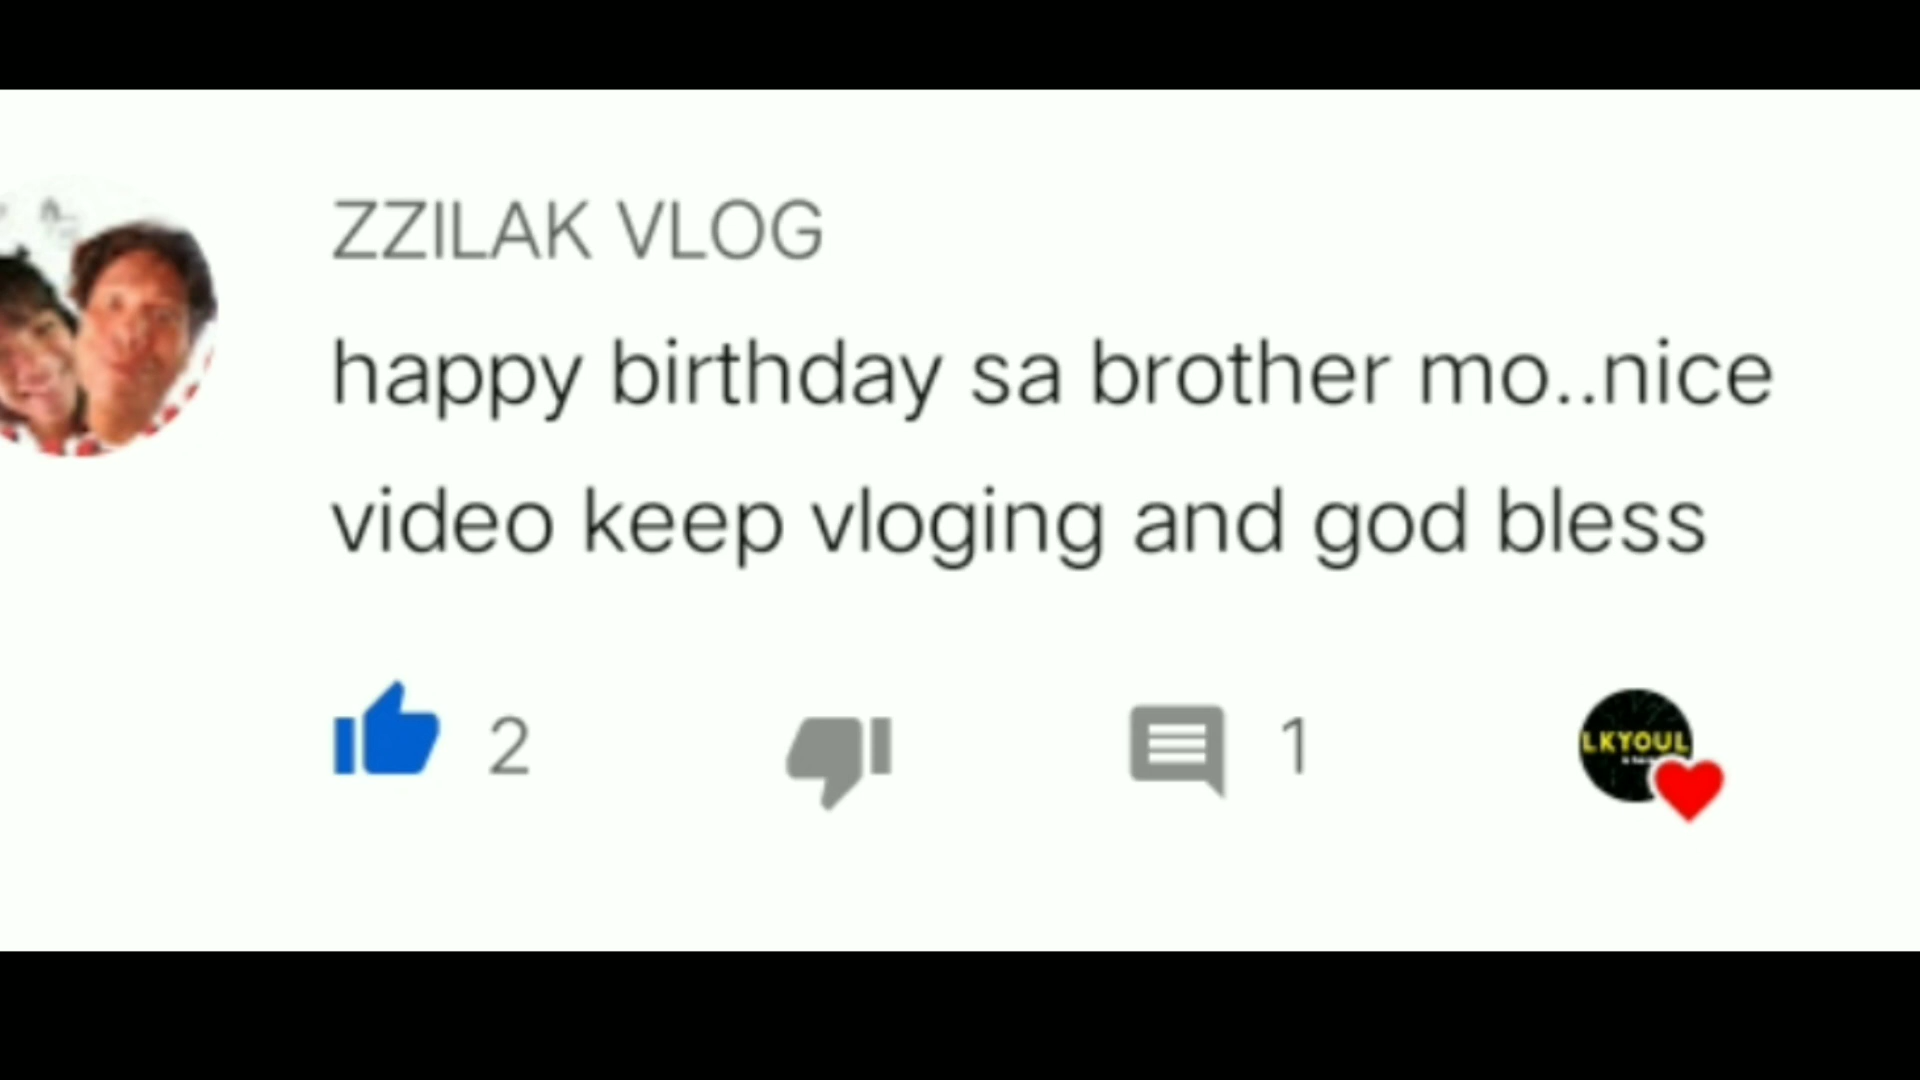 ZZILAK VLOG
happy birthday sa brother mo..nice
video keep vloging and god bless
2
1
LKYOUL